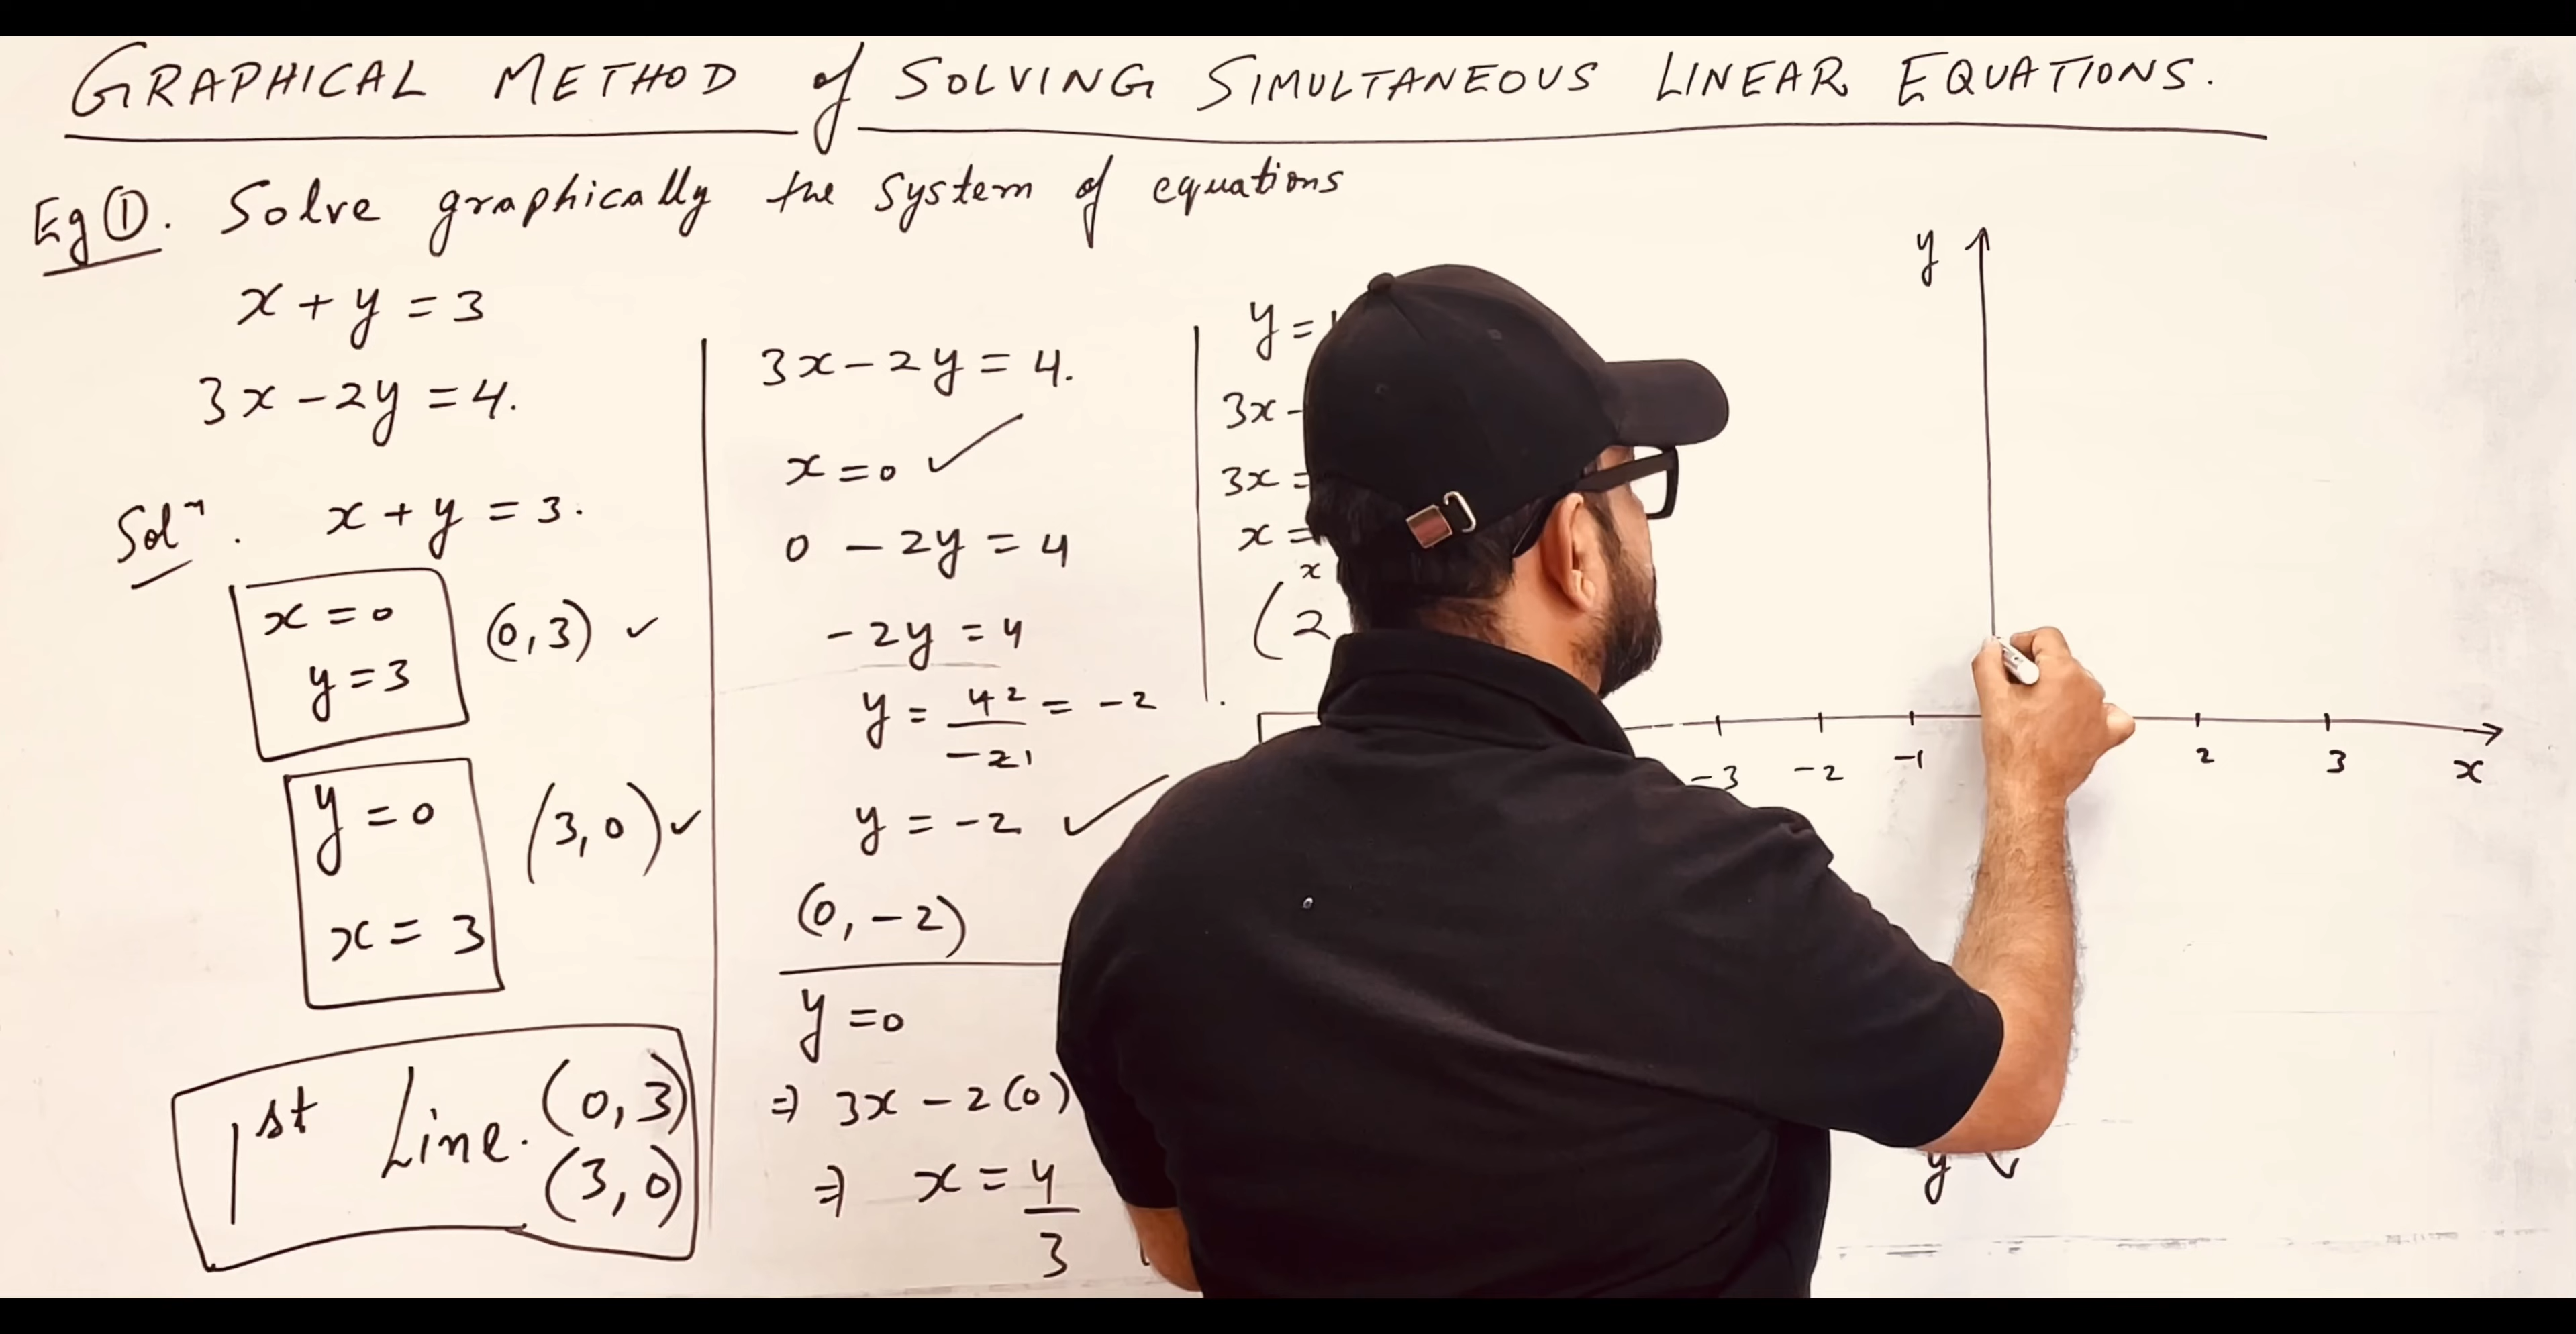 GRAPHICAL METHOD of SOLVING SIMULTANEOUS LINEAR EQUATIONS.
Eg ①. Solve graphically the system of equations
x + y = 3
3x - 2y = 4.
Solⁿ. x + y = 3.
x = 0
y = 3
(0, 3) ✓
y = 0
x = 3
(3, 0) ✓
1st Line. (0, 3)
(3, 0)
3x - 2y = 4.
x = 0 ✓
0 - 2y = 4
-2y = 4
y = 4 2 / -2 1 = -2
y = -2 ✓
(0, -2)
y = 0
⇒ 3x - 2(0)
⇒ x = 4/3
y =
3x -
3x =
x =
x
(2
y
-3 -2 -1 2 3 x
y